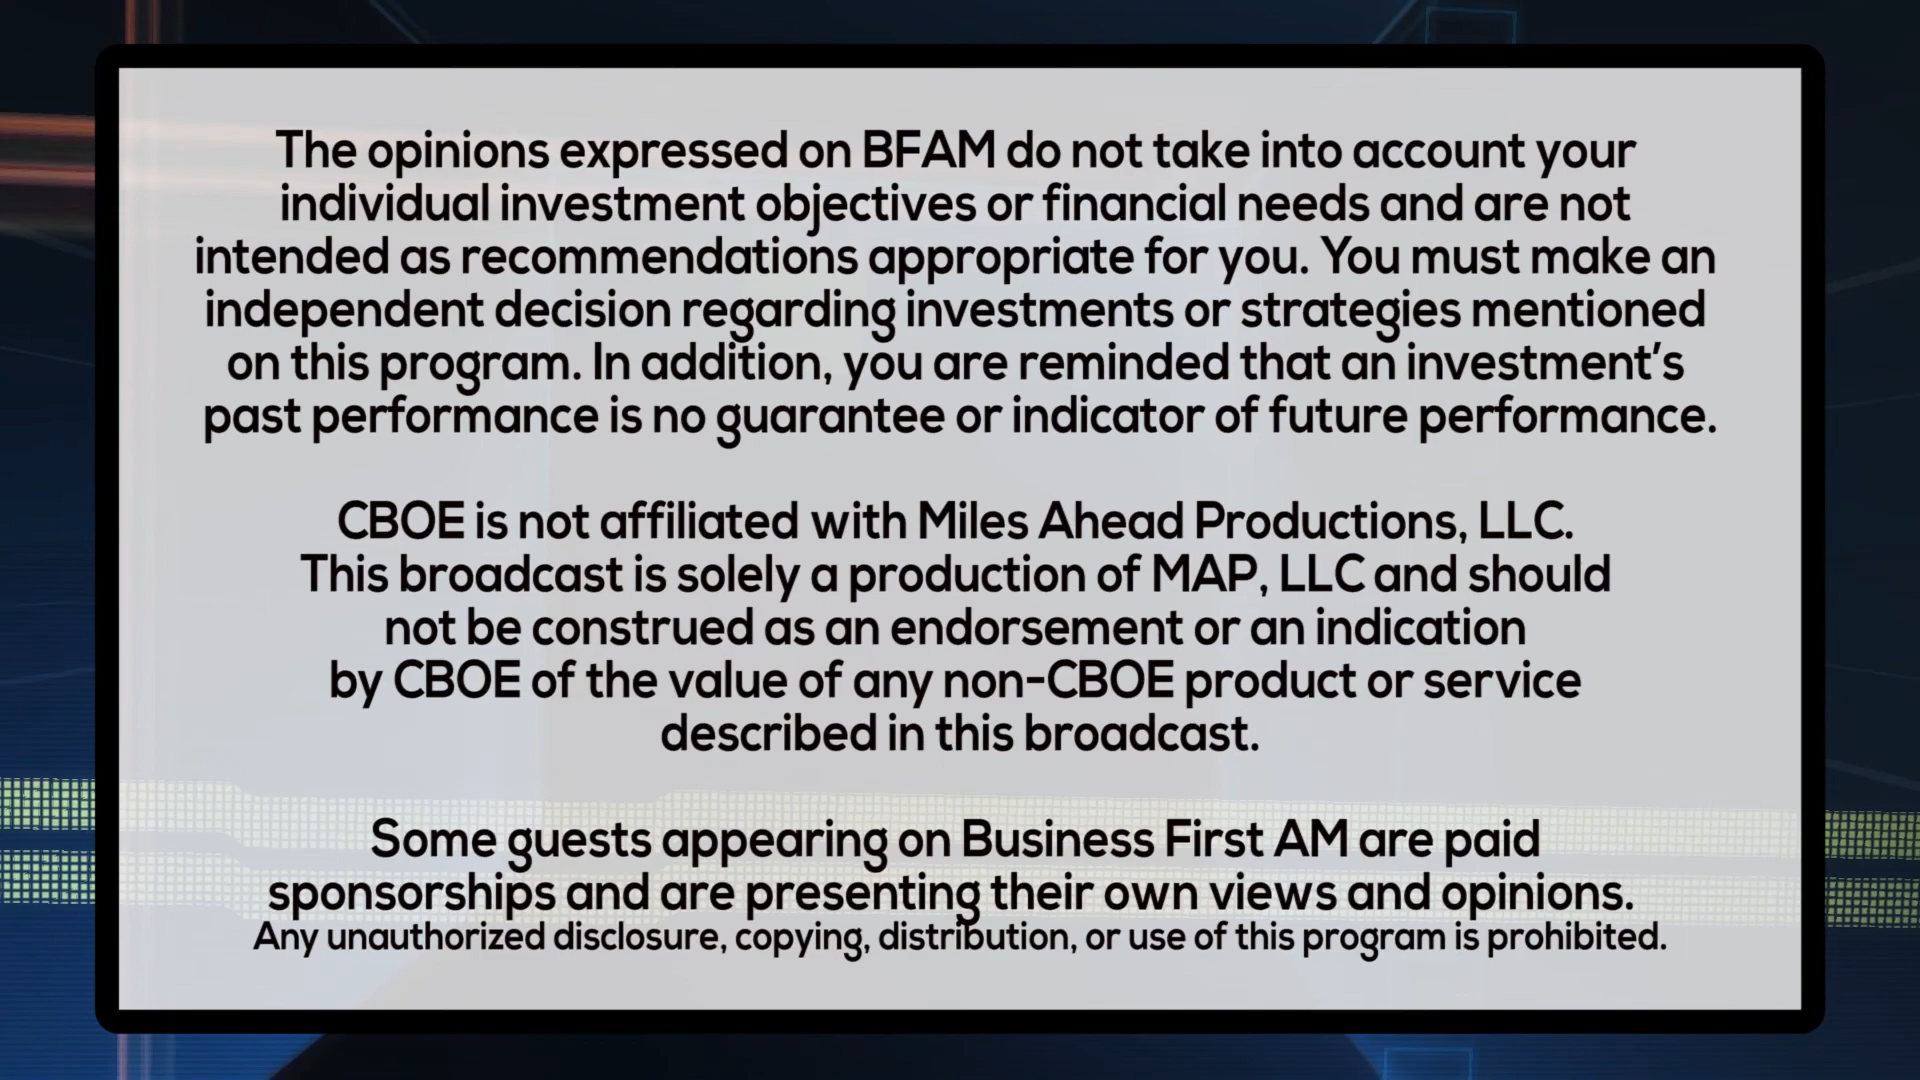 The opinions expressed on BFAM do not take into account your
individual investment objectives or financial needs and are not
intended as recommendations appropriate for you. You must make an
independent decision regarding investments or strategies mentioned
on this program. In addition, you are reminded that an investment’s
past performance is no guarantee or indicator of future performance.
CBOE is not affiliated with Miles Ahead Productions, LLC.
This broadcast is solely a production of MAP, LLC and should
not be construed as an endorsement or an indication
by CBOE of the value of any non-CBOE product or service
described in this broadcast.
Some guests appearing on Business First AM are paid
sponsorships and are presenting their own views and opinions.
Any unauthorized disclosure, copying, distribution, or use of this program is prohibited.